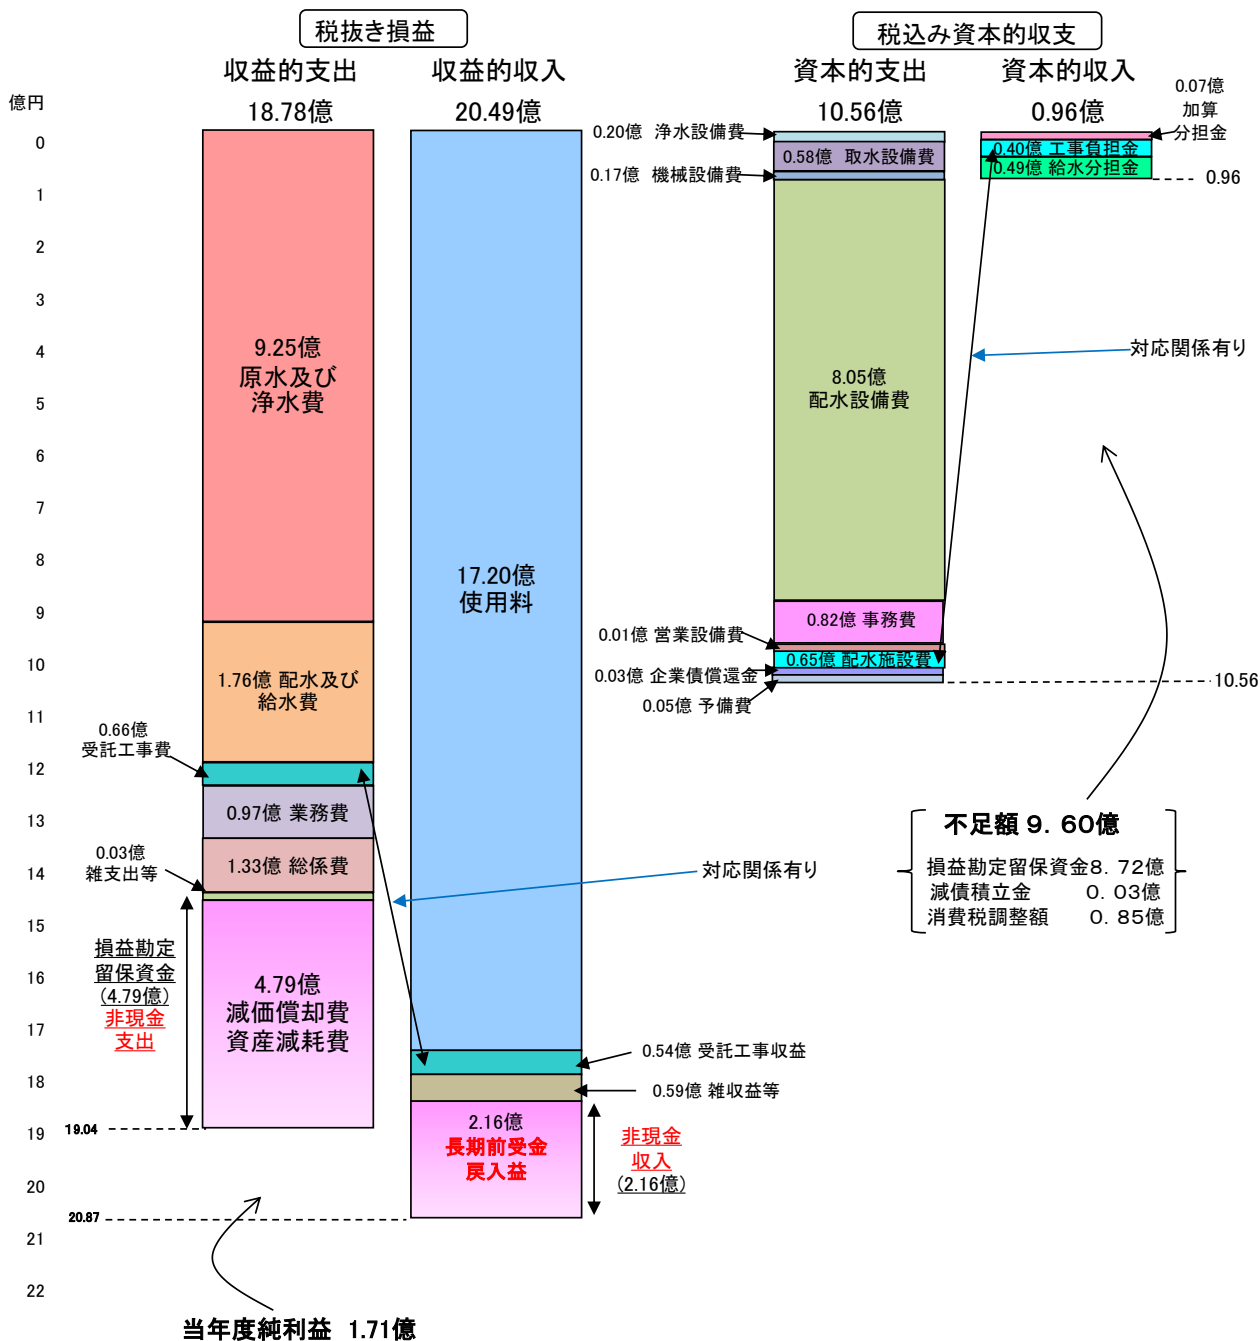 税抜き損益
税込み資本的収支
収益的支出
収益的収入
資本的支出
資本的収入
18.78億
20.49億
10.56億
0.96億
億円
0
1
2
3
4
5
6
7
8
9
10
11
12
13
14
15
16
17
18
19
20
21
22
19.04
20.87
9.25億
原水及び
浄水費
1.76億 配水及び
給水費
0.66億
受託工事費
0.97億 業務費
1.33億 総係費
0.03億
雑支出等
4.79億
減価償却費
資産減耗費
損益勘定
留保資金
(4.79億)
非現金
支出
17.20億
使用料
0.54億 受託工事収益
0.59億 雑収益等
2.16億
長期前受金
戻入益
非現金
収入
(2.16億)
対応関係有り
当年度純利益 1.71億
0.20億 浄水設備費
0.58億 取水設備費
0.17億 機械設備費
8.05億
配水設備費
0.82億 事務費
0.01億 営業設備費
0.65億 配水施設費
0.03億 企業債償還金
0.05億 予備費
0.07億
加算
分担金
0.40億 工事負担金
0.49億 給水分担金
0.96
対応関係有り
10.56
不足額 9.60億
損益勘定留保資金8.72億
減債積立金 0.03億
消費税調整額 0.85億